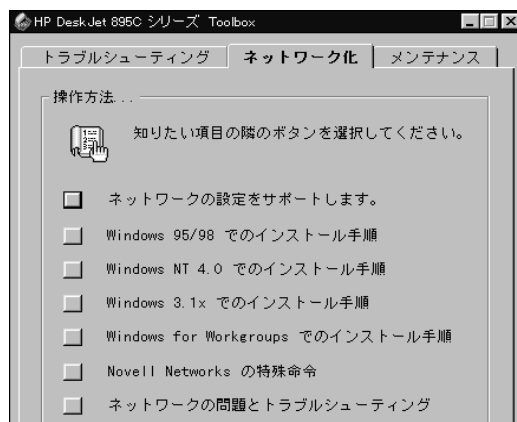 HP DeskJet 895C シリーズ Toolbox
トラブルシューティング ネットワーク化 メンテナンス
操作方法...
知りたい項目の隣のボタンを選択してください。
ネットワークの設定をサポートします。
Windows 95/98 でのインストール手順
Windows NT 4.0 でのインストール手順
Windows 3.1x でのインストール手順
Windows for Workgroups でのインストール手順
Novell Networks の特殊命令
ネットワークの問題とトラブルシューティング